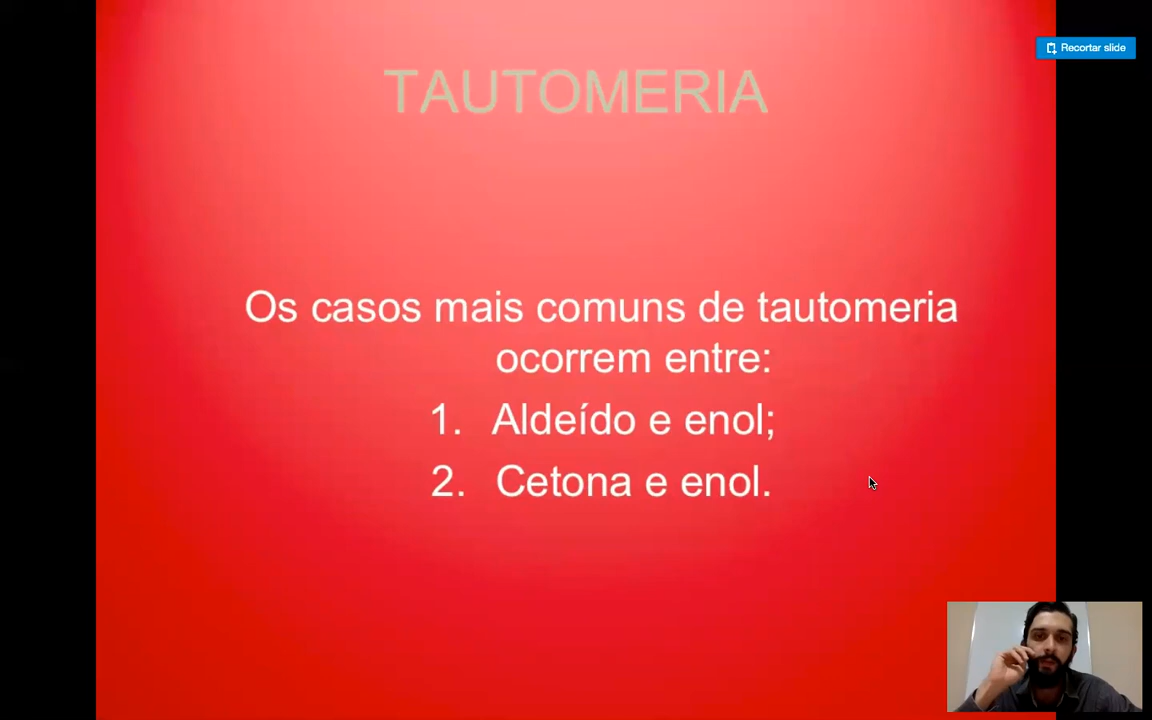 Recortar slide
TAUTOMERIA
Os casos mais comuns de tautomeria
ocorrem entre:
1. Aldeído e enol;
2. Cetona e enol.